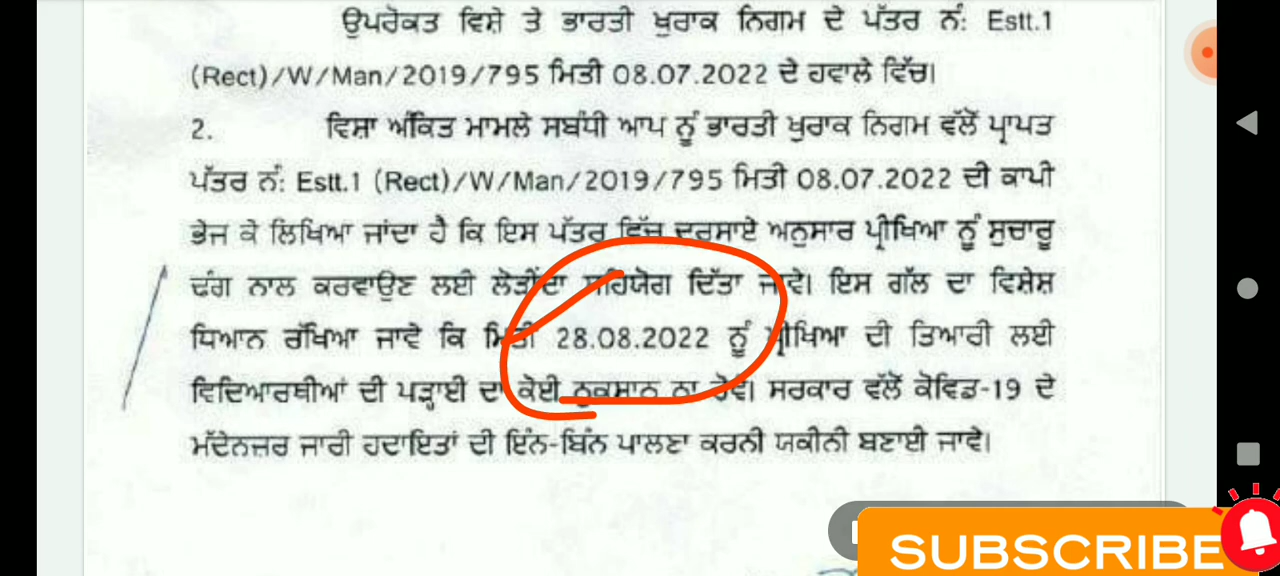 ਉਪਰੋਕਤ ਵਿਸ਼ੇ ਤੇ ਭਾਰਤੀ ਖੁਰਾਕ ਨਿਗਮ ਦੇ ਪੱਤਰ ਨੰ: Estt.1
(Rect)/W/Man/2019/795 ਮਿਤੀ 08.07.2022 ਦੇ ਹਵਾਲੇ ਵਿੱਚ।
2. ਵਿਸ਼ਾ ਅੰਕਿਤ ਮਾਮਲੇ ਸਬੰਧੀ ਆਪ ਨੂੰ ਭਾਰਤੀ ਖੁਰਾਕ ਨਿਗਮ ਵੱਲੋਂ ਪ੍ਰਾਪਤ
ਪੱਤਰ ਨੰ: Estt.1 (Rect)/W/Man/2019/795 ਮਿਤੀ 08.07.2022 ਦੀ ਕਾਪੀ
ਭੇਜ ਕੇ ਲਿਖਿਆ ਜਾਂਦਾ ਹੈ ਕਿ ਇਸ ਪੱਤਰ ਵਿੱਚ ਦਰਸਾਏ ਅਨੁਸਾਰ ਪ੍ਰੀਖਿਆ ਨੂੰ ਸੁਚਾਰੂ
ਢੰਗ ਨਾਲ ਕਰਵਾਉਣ ਲਈ ਲੋੜੀਂਦਾ ਸਹਿਯੋਗ ਦਿੱਤਾ ਜਾਵੇ। ਇਸ ਗੱਲ ਦਾ ਵਿਸ਼ੇਸ਼
ਧਿਆਨ ਰੱਖਿਆ ਜਾਵੇ ਕਿ ਮਿਤੀ 28.08.2022 ਨੂੰ ਪ੍ਰੀਖਿਆ ਦੀ ਤਿਆਰੀ ਲਈ
ਵਿਦਿਆਰਥੀਆਂ ਦੀ ਪੜ੍ਹਾਈ ਦਾ ਕੋਈ ਨੁਕਸਾਨ ਨਾ ਹੋਵੇ। ਸਰਕਾਰ ਵੱਲੋਂ ਕੋਵਿਡ-19 ਦੇ
ਮੱਦੇਨਜ਼ਰ ਜਾਰੀ ਹਦਾਇਤਾਂ ਦੀ ਇੰਨ-ਬਿੰਨ ਪਾਲਣਾ ਕਰਨੀ ਯਕੀਨੀ ਬਣਾਈ ਜਾਵੇ।
SUBSCRIBE